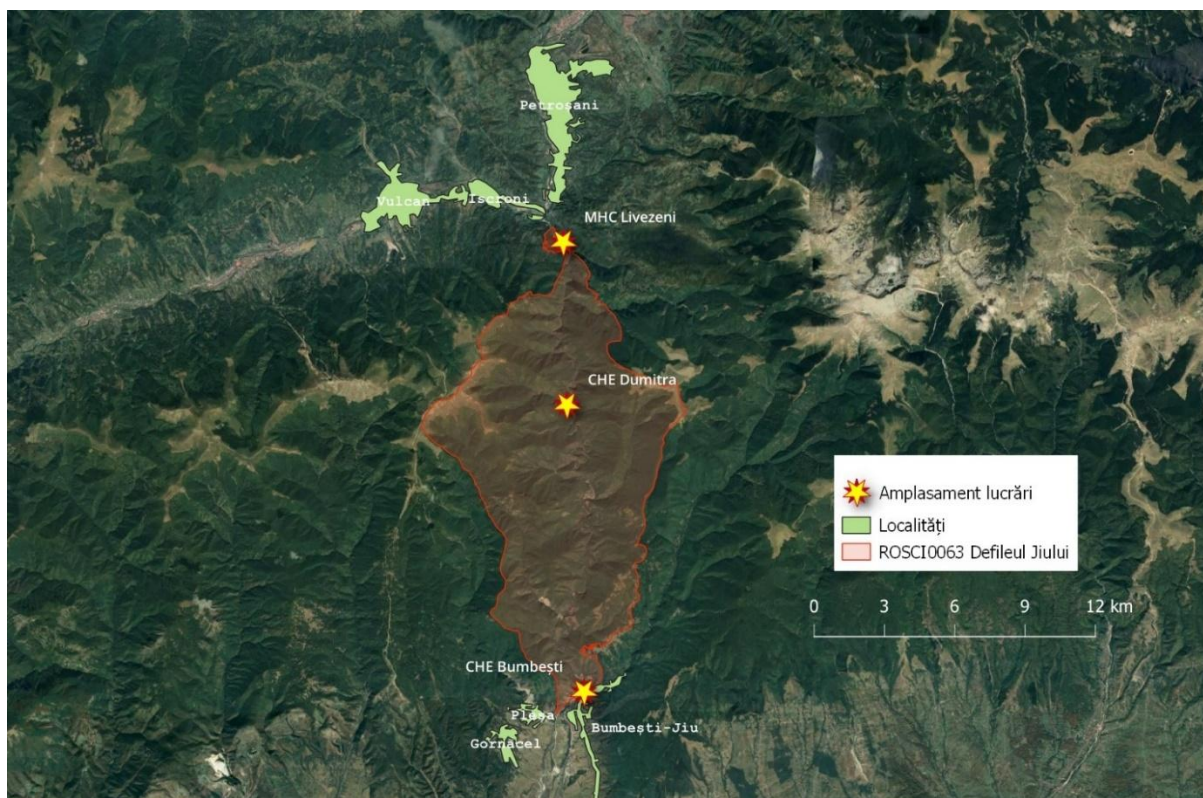 Petroșani
Vulcan
Iscroni
MHC Livezeni
CHE Dumitra
Amplasament lucrări
Localități
ROSCI0063 Defileul Jiului
0 3 6 9 12 km
CHE Bumbești
Pleșa
Bumbești-Jiu
Gornacel